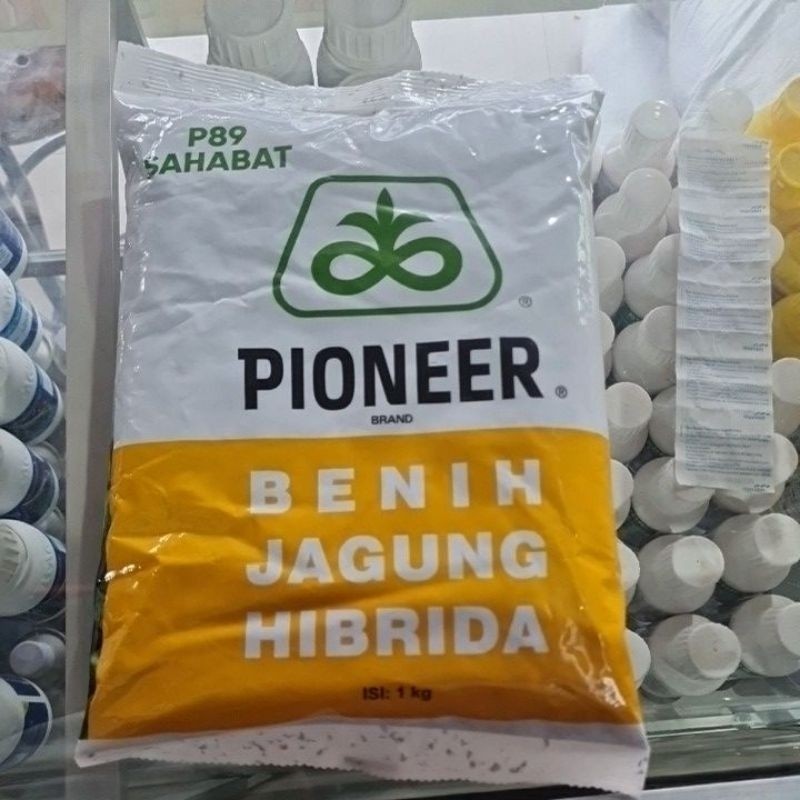 P89
SAHABAT
®
PIONEER ®
BRAND
BENIH
JAGUNG
HIBRIDA
ISI: 1 kg